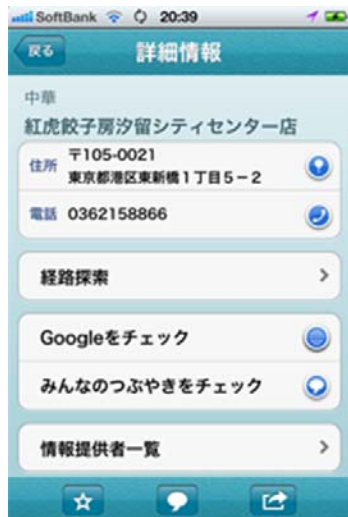 SoftBank 20:39
戻る 詳細情報
中華
紅虎餃子房汐留シティセンター店
住所 〒105-0021
東京都港区東新橋1丁目5-2
電話 0362158866
経路探索
Googleをチェック
みんなのつぶやきをチェック
情報提供者一覧